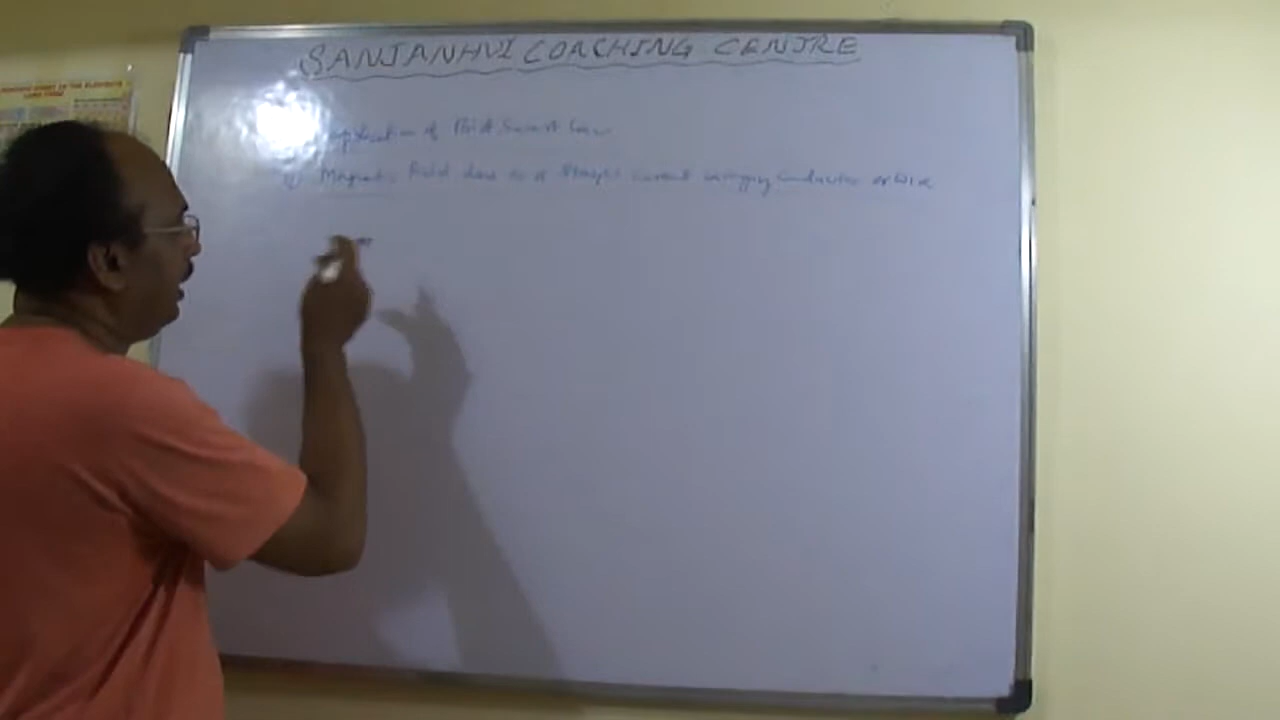 SANJANHVI COACHING CENTRE
Application of Biot Savart Law
Magnetic Field due to a straight current carrying conductor or wire